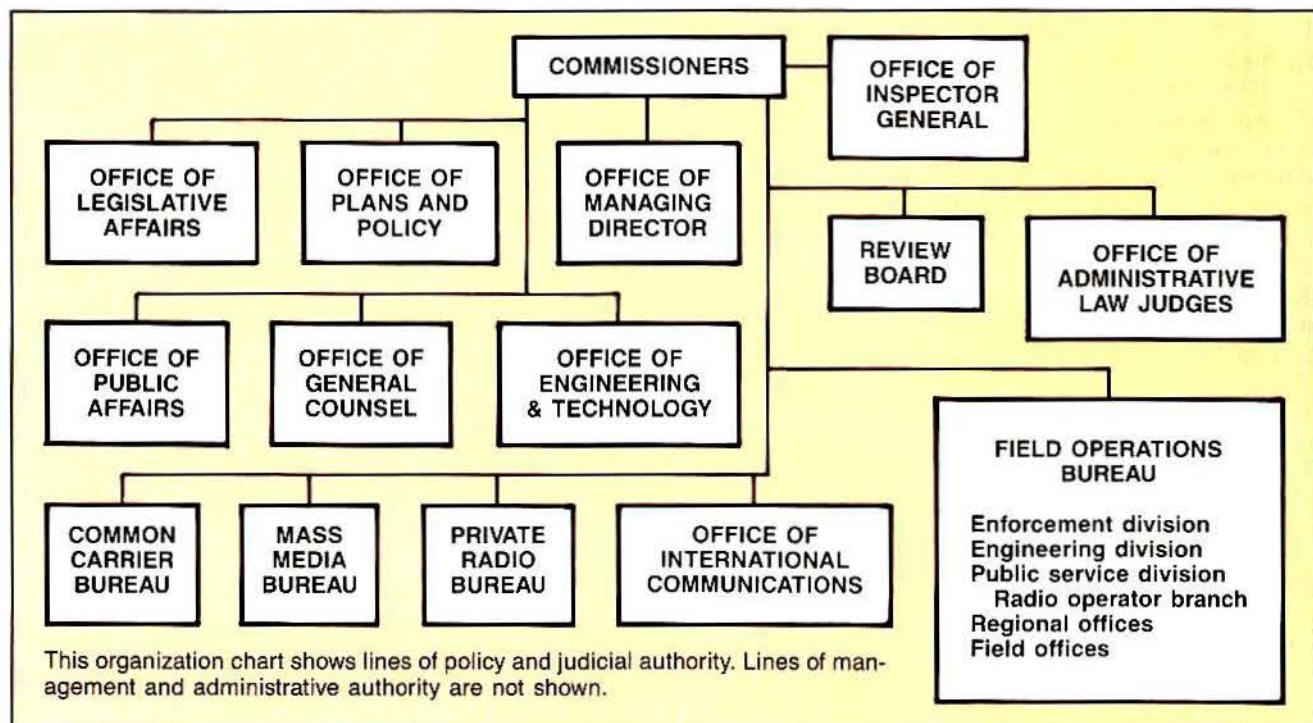 COMMISSIONERS
OFFICE OF
INSPECTOR
GENERAL
OFFICE OF
LEGISLATIVE
AFFAIRS
OFFICE OF
PLANS AND
POLICY
OFFICE OF
MANAGING
DIRECTOR
REVIEW
BOARD
OFFICE OF
ADMINISTRATIVE
LAW JUDGES
OFFICE OF
PUBLIC
AFFAIRS
OFFICE OF
GENERAL
COUNSEL
OFFICE OF
ENGINEERING
& TECHNOLOGY
FIELD OPERATIONS
BUREAU
Enforcement division
Engineering division
Public service division
Radio operator branch
Regional offices
Field offices
COMMON
CARRIER
BUREAU
MASS
MEDIA
BUREAU
PRIVATE
RADIO
BUREAU
OFFICE OF
INTERNATIONAL
COMMUNICATIONS
This organization chart shows lines of policy and judicial authority. Lines of man-
agement and administrative authority are not shown.